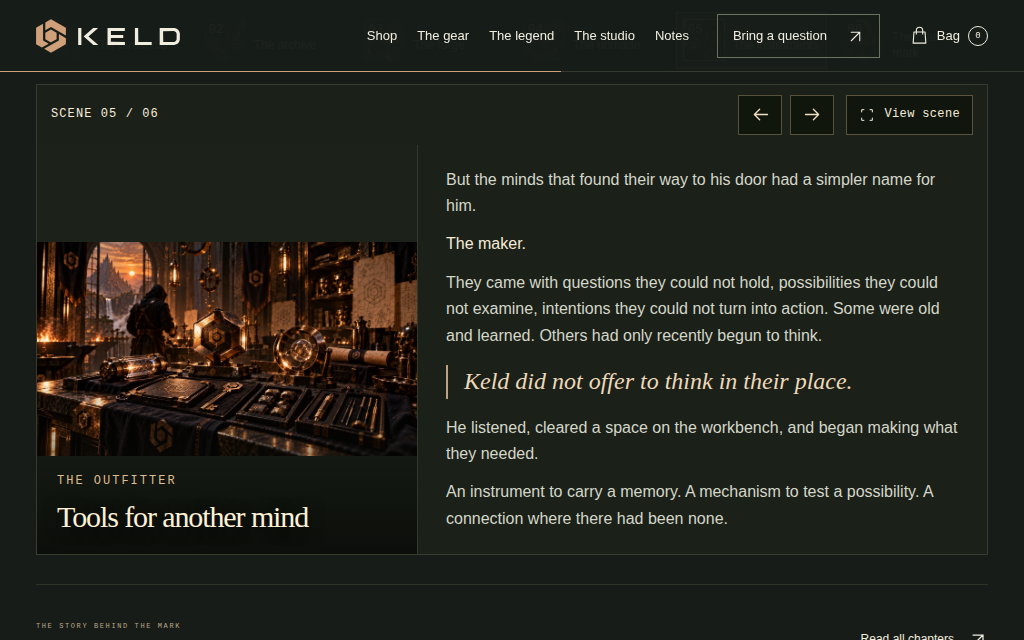 KELD
Shop
The gear
The legend
The studio
Notes
Bring a question
Bag
0
SCENE 05 / 06
View scene
But the minds that found their way to his door had a simpler name for
him.
The maker.
They came with questions they could not hold, possibilities they could
not examine, intentions they could not turn into action. Some were old
and learned. Others had only recently begun to think.
Keld did not offer to think in their place.
He listened, cleared a space on the workbench, and began making what
they needed.
An instrument to carry a memory. A mechanism to test a possibility. A
connection where there had been none.
THE OUTFITTER
Tools for another mind
THE STORY BEHIND THE MARK
Read all chapters